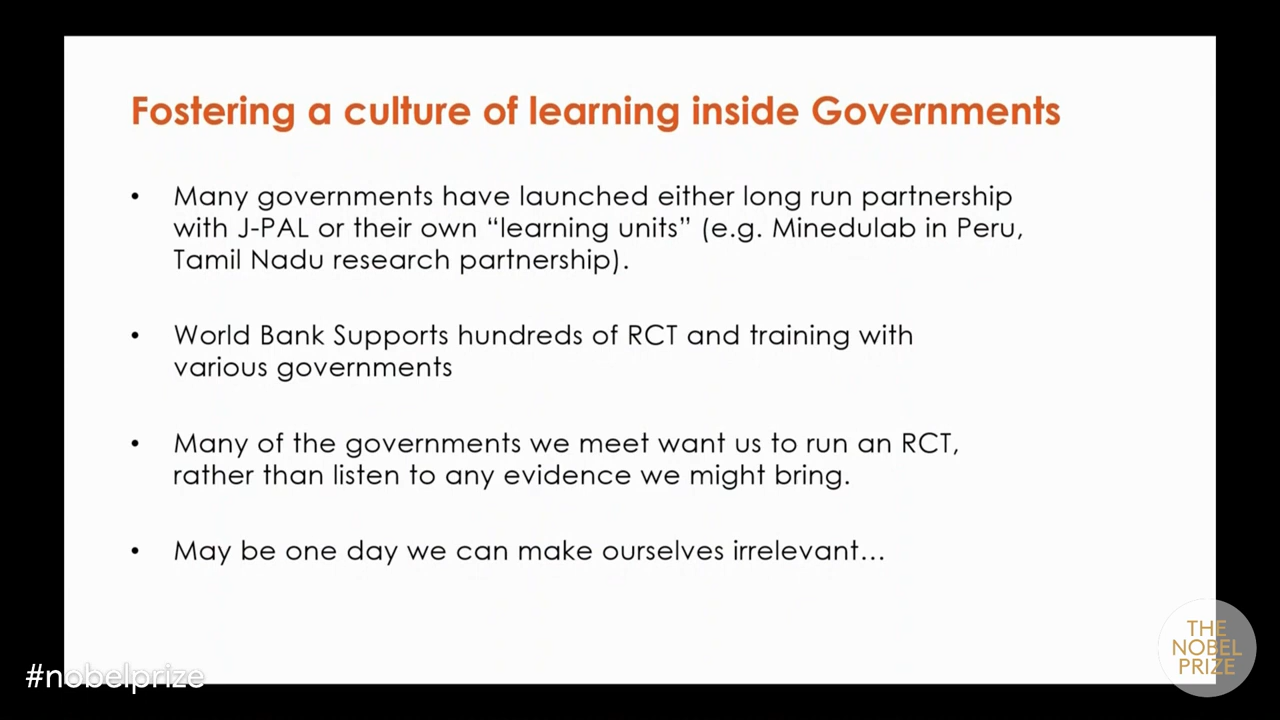 Fostering a culture of learning inside Governments
• Many governments have launched either long run partnership
with J-PAL or their own “learning units” (e.g. Minedulab in Peru,
Tamil Nadu research partnership).
• World Bank Supports hundreds of RCT and training with
various governments
• Many of the governments we meet want us to run an RCT,
rather than listen to any evidence we might bring.
• May be one day we can make ourselves irrelevant...
THE
NOBEL
PRIZE
#nobelprize